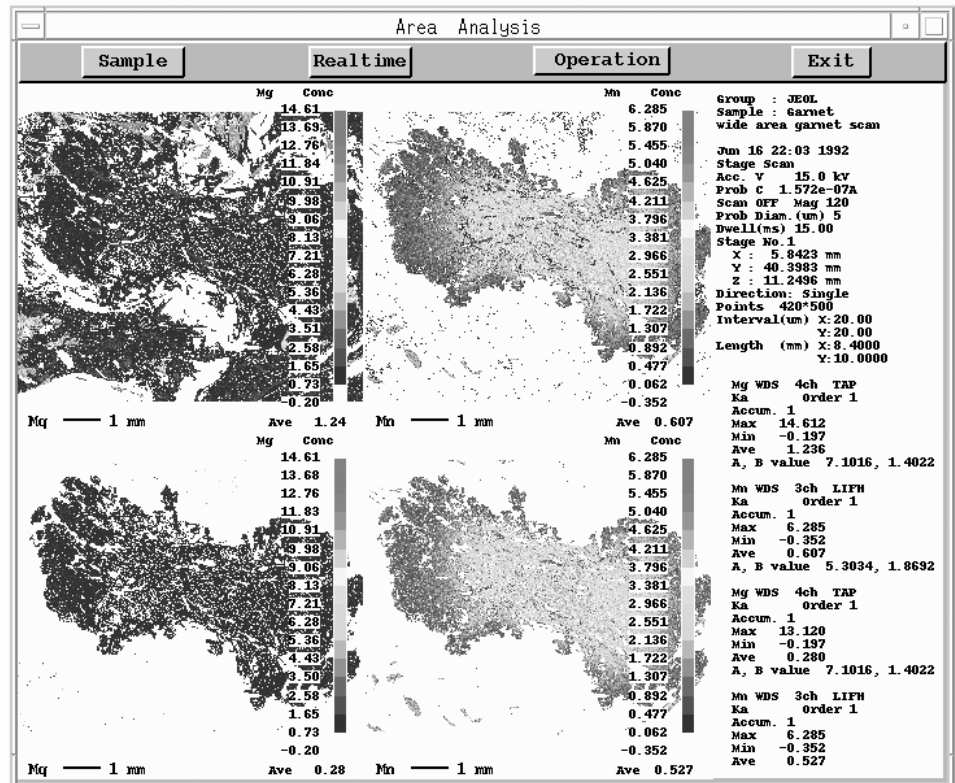 Area Analysis
Sample Realtime Operation Exit
Mg Conc
14.61
13.69
12.76
11.84
10.91
9.98
9.06
8.13
7.21
6.28
5.36
4.43
3.51
2.58
1.65
0.73
-0.20
Mg 1 mm Ave 1.24
Mn Conc
6.285
5.870
5.455
5.040
4.625
4.211
3.796
3.381
2.966
2.551
2.136
1.722
1.307
0.892
0.477
0.062
-0.352
Mn 1 mm Ave 0.607
Mg Conc
14.61
13.68
12.76
11.83
10.91
9.98
9.06
8.13
7.21
6.28
5.36
4.43
3.50
2.58
1.65
0.73
-0.20
Mg 1 mm Ave 0.28
Mn Conc
6.285
5.870
5.455
5.040
4.625
4.211
3.796
3.381
2.966
2.551
2.136
1.722
1.307
0.892
0.477
0.062
-0.352
Mn 1 mm Ave 0.527
Group : JEOL
Sample : Garnet
wide area garnet scan
Jun 16 22:03 1992
Stage Scan
Acc. V 15.0 kV
Prob C 1.572e-07A
Scan OFF Mag 120
Prob Diam.(um) 5
Dwell(ms) 15.00
Stage No.1
X : 5.8423 mm
Y : 40.3983 mm
Z : 11.2496 mm
Direction: Single
Points 420*500
Interval(um) X:20.00
Y:20.00
Length (mm) X:8.4000
Y:10.0000
Mg WDS 4ch TAP
Ka Order 1
Accum. 1
Max 14.612
Min -0.197
Ave 1.236
A, B value 7.1016, 1.4022
Mn WDS 3ch LIFH
Ka Order 1
Accum. 1
Max 6.285
Min -0.352
Ave 0.607
A, B value 5.3034, 1.8692
Mg WDS 4ch TAP
Ka Order 1
Accum. 1
Max 13.120
Min -0.197
Ave 0.280
A, B value 7.1016, 1.4022
Mn WDS 3ch LIFH
Ka Order 1
Accum. 1
Max 6.285
Min -0.352
Ave 0.527